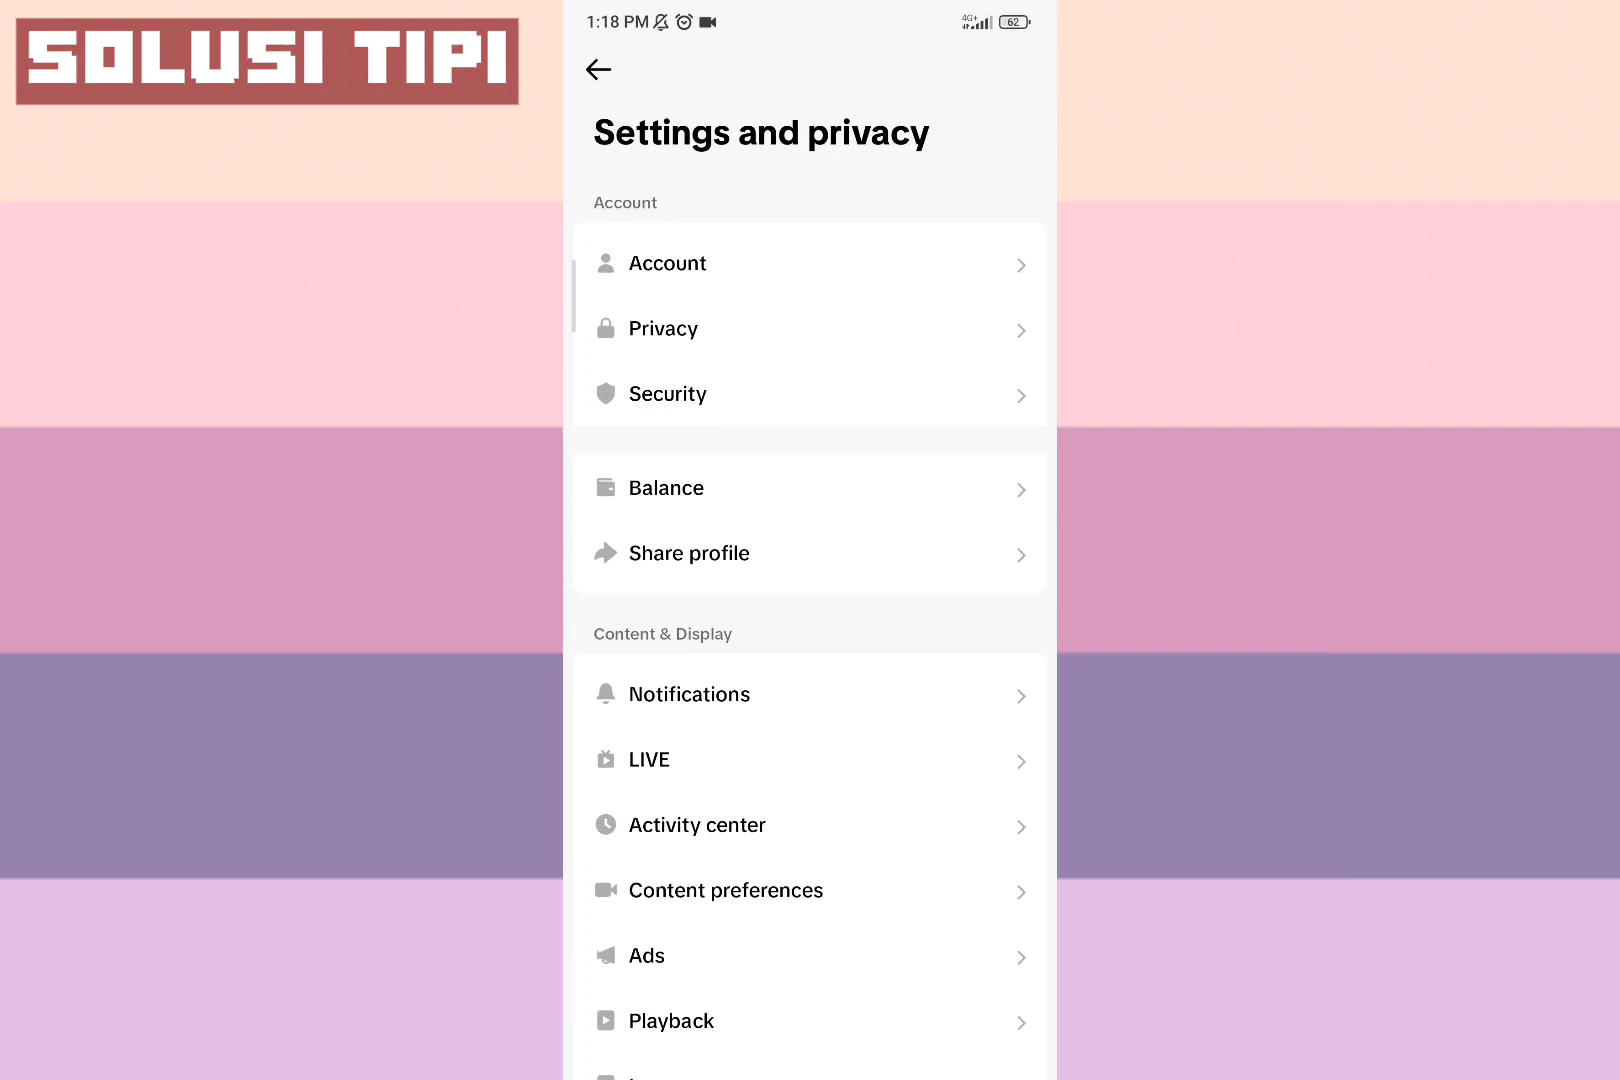 SOLUSI TIPI
1:18 PM
4G+
62
Settings and privacy
Account
Account
Privacy
Security
Balance
Share profile
Content & Display
Notifications
LIVE
Activity center
Content preferences
Ads
Playback